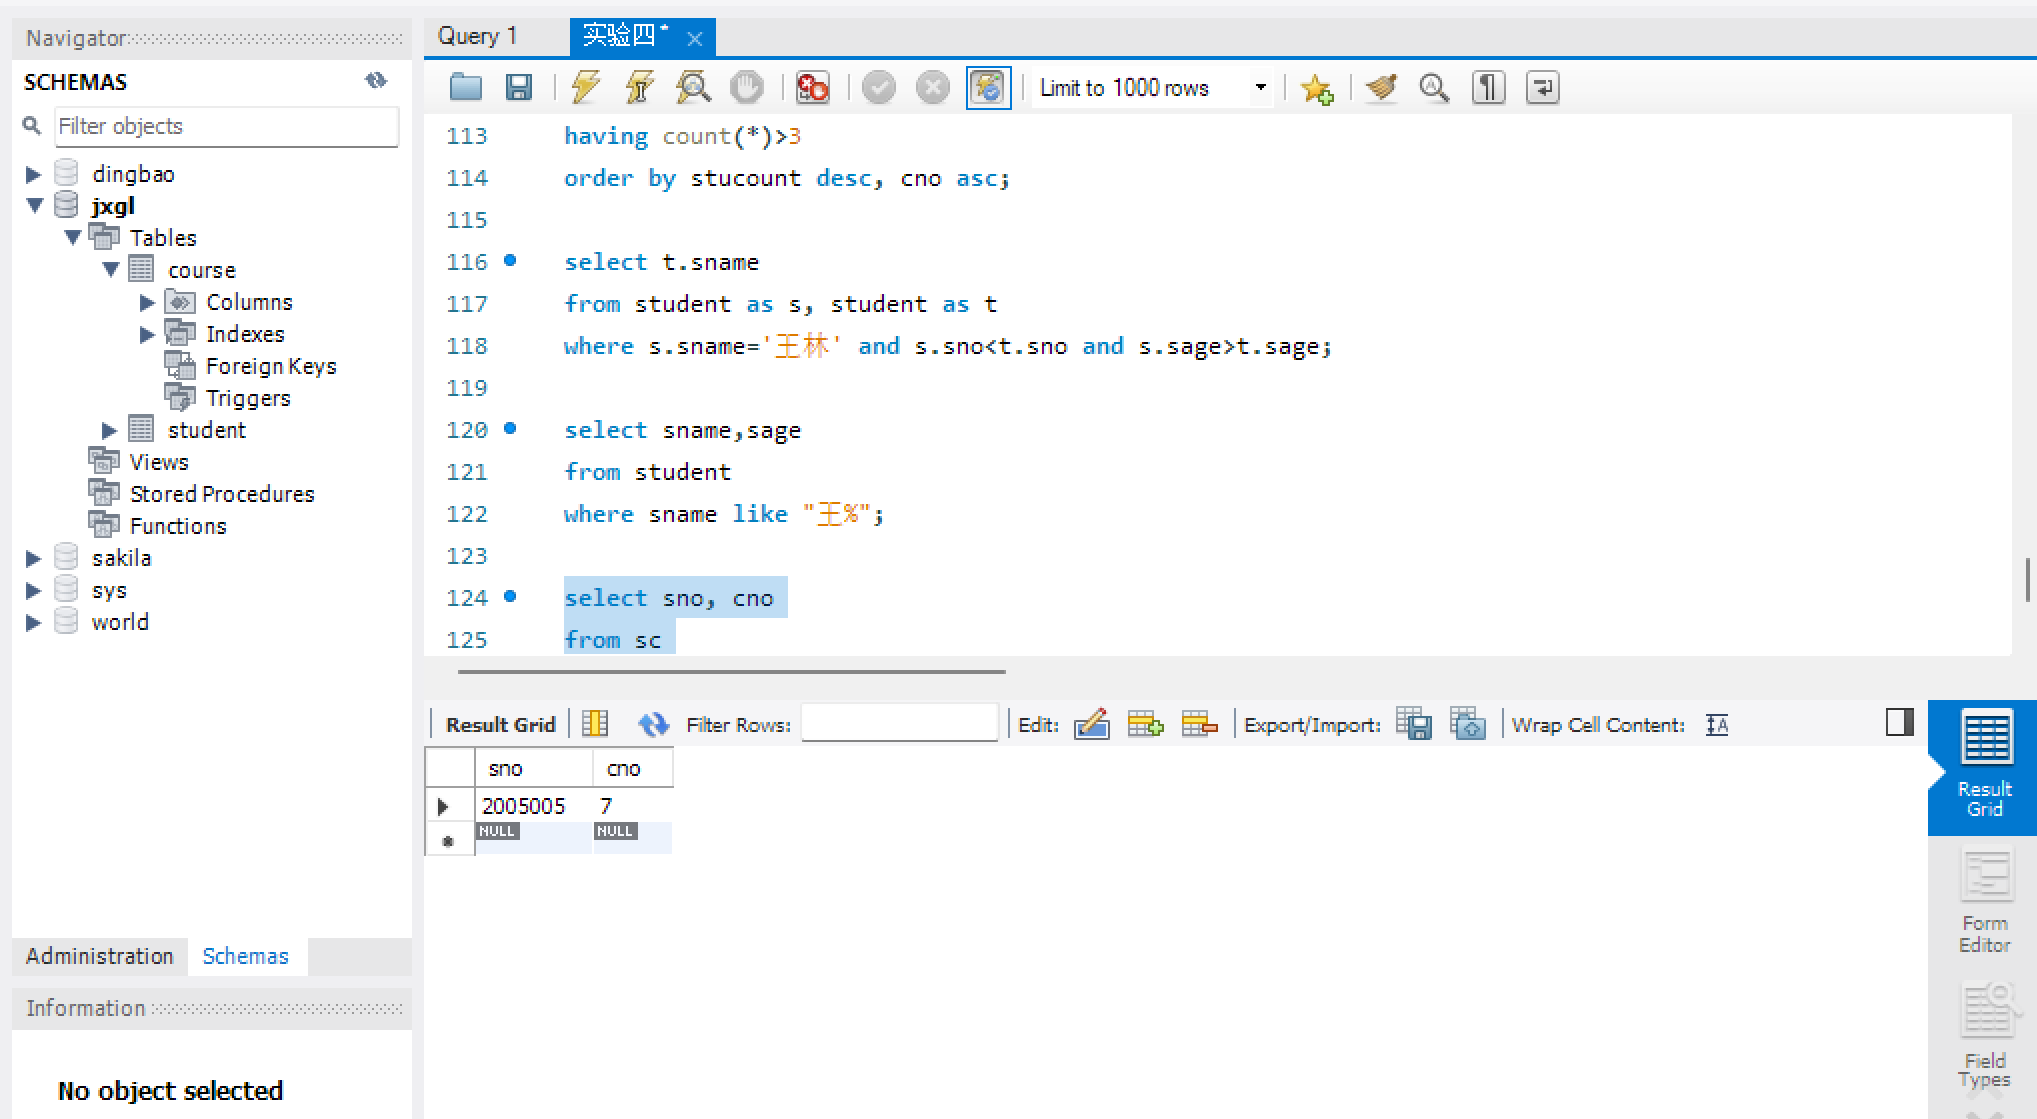 Navigator
SCHEMAS
Filter objects
dingbao
jxgl
Tables
course
Columns
Indexes
Foreign Keys
Triggers
student
Views
Stored Procedures
Functions
sakila
sys
world
Administration Schemas
Information
No object selected
Query 1 实验四*
Limit to 1000 rows
113 having count(*)>3
114 order by stucount desc, cno asc;
115
116 select t.sname
117 from student as s, student as t
118 where s.sname='王林' and s.sno<t.sno and s.sage>t.sage;
119
120 select sname,sage
121 from student
122 where sname like "王%";
123
124 select sno, cno
125 from sc
Result Grid Filter Rows: Edit: Export/Import: Wrap Cell Content:
sno cno
2005005 7
NULL NULL
Result
Grid
Form
Editor
Field
Types